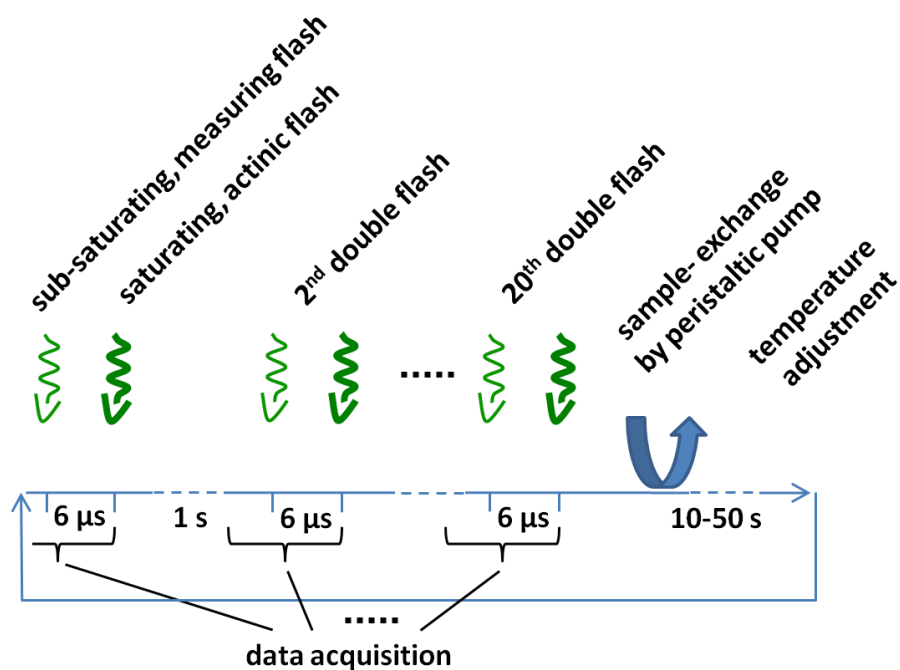 sub-saturating, measuring flash
saturating, actinic flash
2nd double flash
20th double flash
sample- exchange
by peristaltic pump
temperature
adjustment
.....
6 µs
1 s
6 µs
6 µs
10-50 s
.....
data acquisition